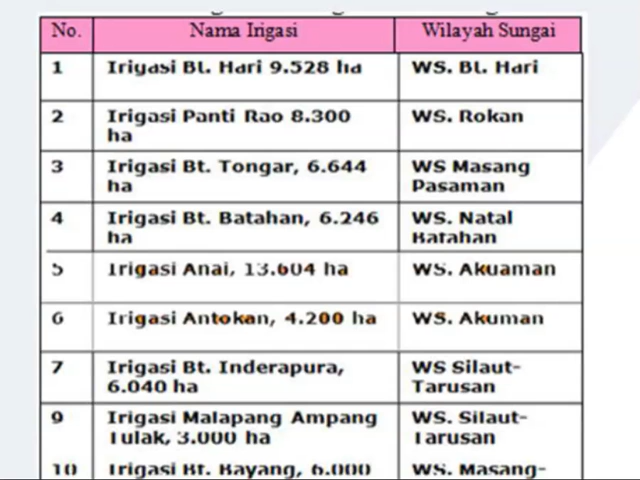 No. Nama Irigasi Wilayah Sungai
1 Irigasi Bt. Hari 9.528 ha WS. Bt. Hari
2 Irigasi Panti Rao 8.300 WS. Rokan
ha
3 Irigasi Bt. Tongar, 6.644 WS Masang
ha Pasaman
4 Irigasi Bt. Batahan, 6.246 WS. Natal
ha Batahan
5 Irigasi Anai, 13.604 ha WS. Akuaman
6 Irigasi Antokan, 4.200 ha WS. Akuman
7 Irigasi Bt. Inderapura, WS Silaut-
6.040 ha Tarusan
9 Irigasi Malapang Ampang WS. Silaut-
Tulak, 3.000 ha Tarusan
10 Irigasi Bt. Bayang, 6.000 WS. Masang-